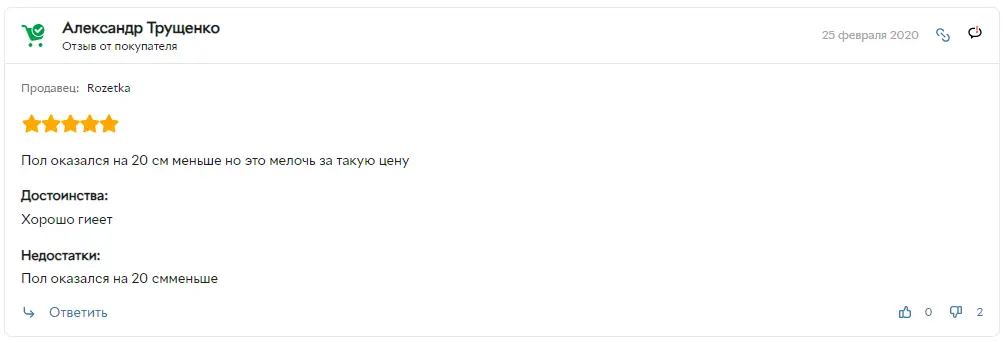 Александр Трущенко
Отзыв от покупателя
25 февраля 2020
Продавец: Rozetka
Пол оказался на 20 см меньше но это мелочь за такую цену
Достоинства:
Хорошо гиеет
Недостатки:
Пол оказался на 20 смменьше
Ответить
0
2